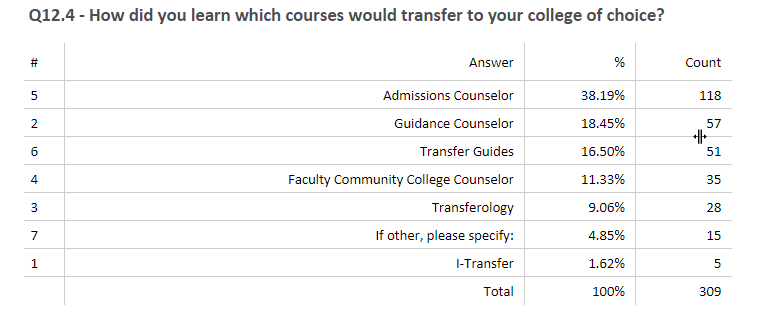 Q12.4 - How did you learn which courses would transfer to your college of choice?
# Answer % Count
5 Admissions Counselor 38.19% 118
2 Guidance Counselor 18.45% 57
6 Transfer Guides 16.50% 51
4 Faculty Community College Counselor 11.33% 35
3 Transferology 9.06% 28
7 If other, please specify: 4.85% 15
1 I-Transfer 1.62% 5
Total 100% 309